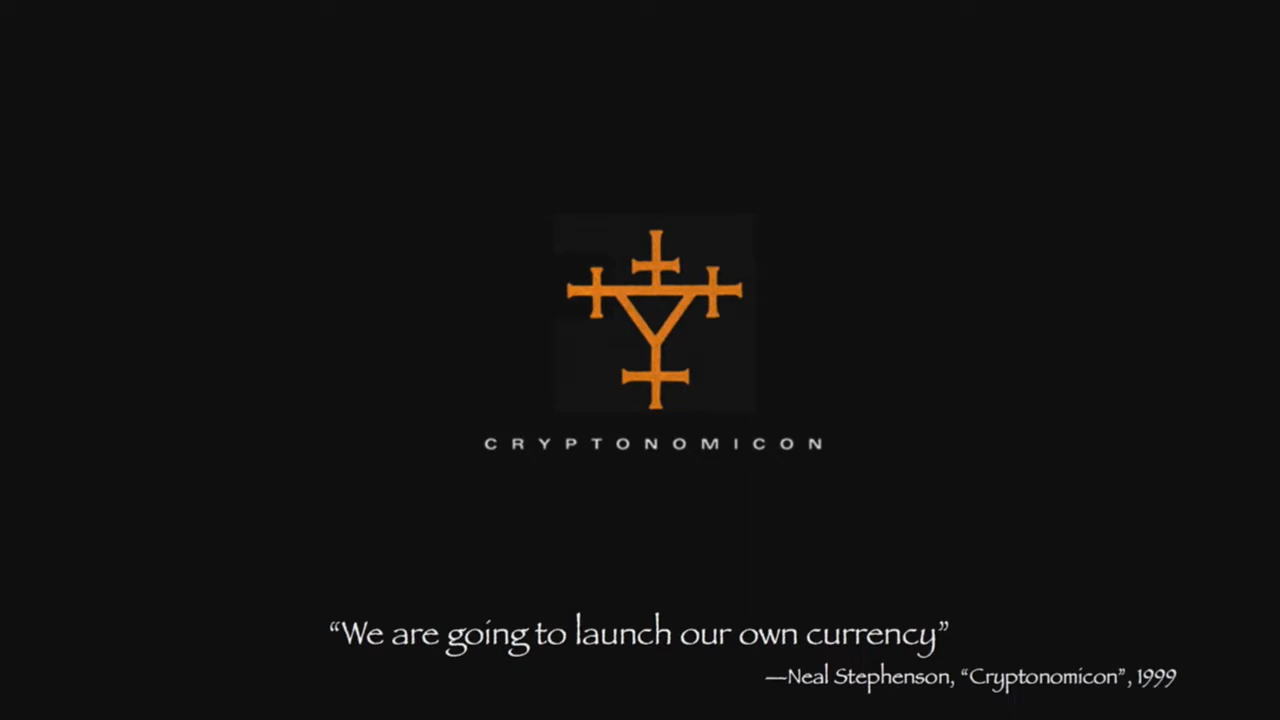 CRYPTONOMICON
“We are going to launch our own currency”
—Neal Stephenson, “Cryptonomicon”, 1999